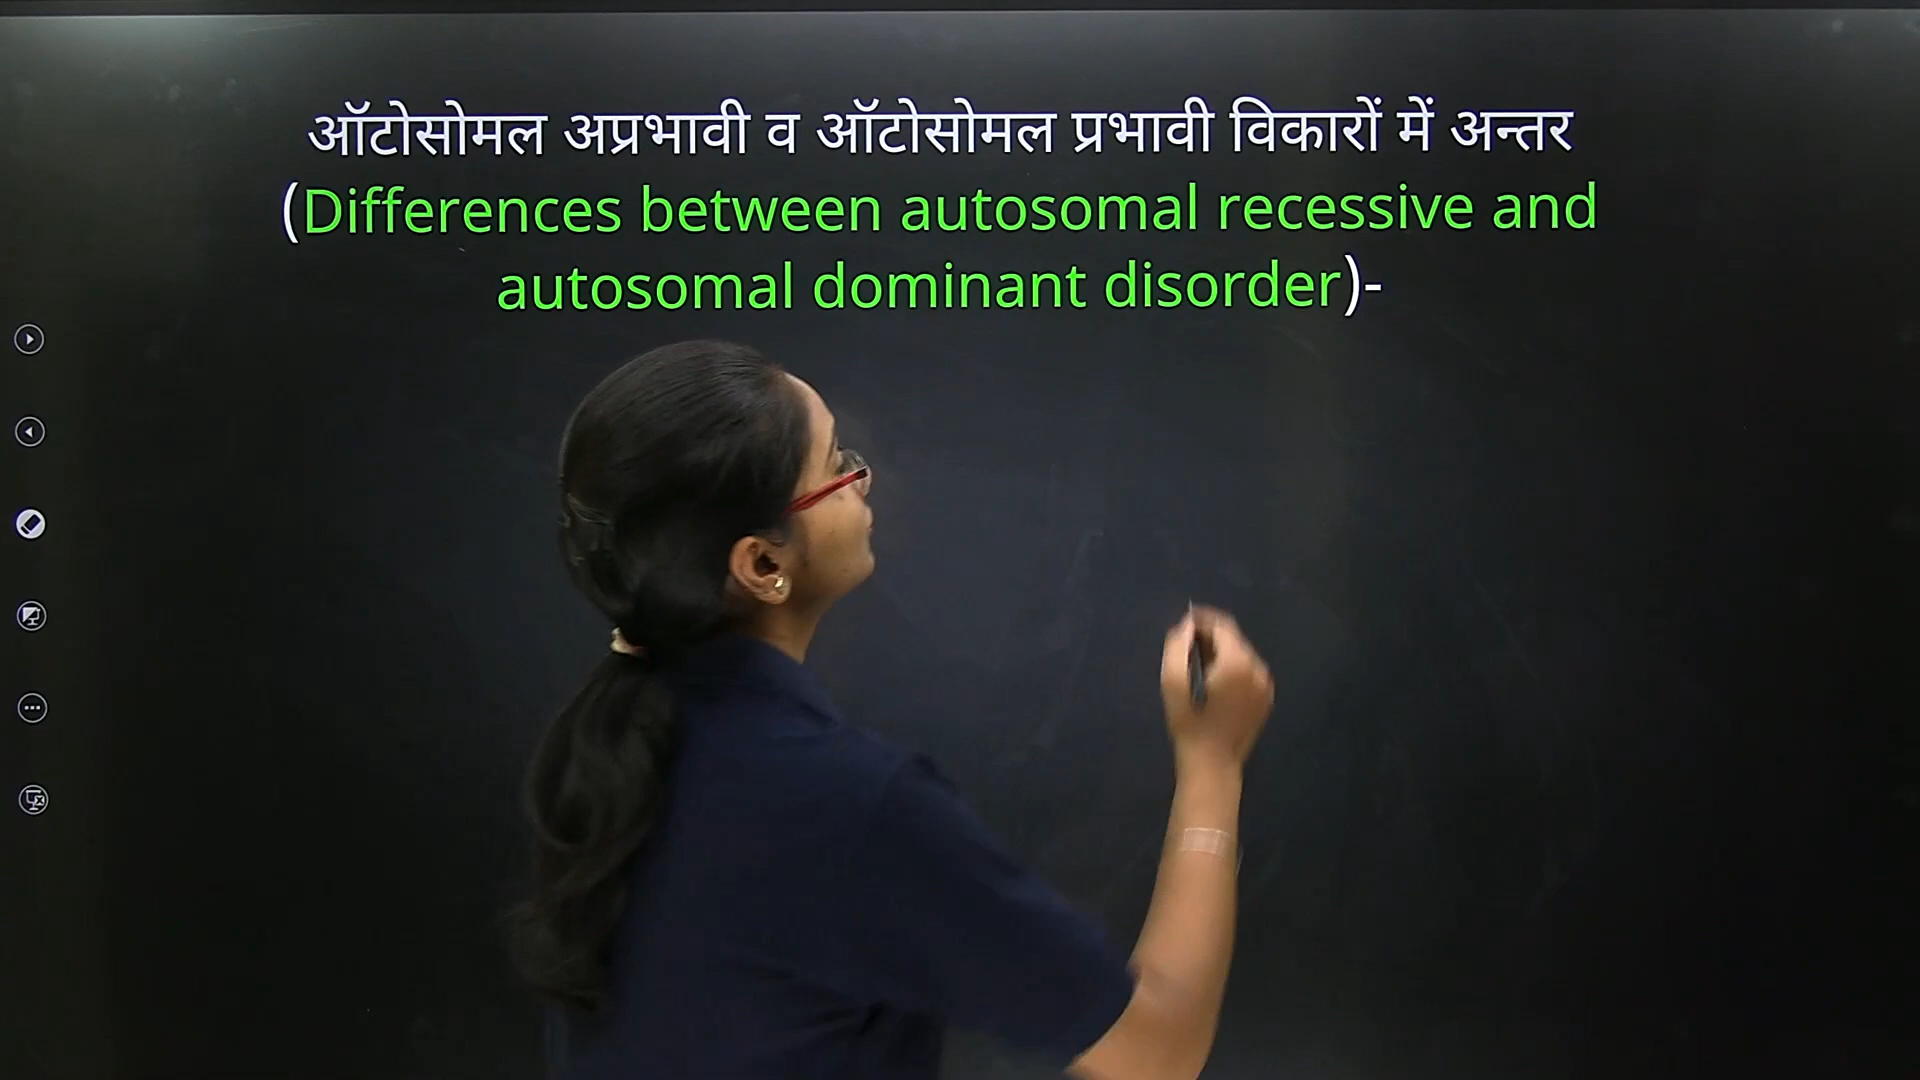 ऑटोसोमल अप्रभावी व ऑटोसोमल प्रभावी विकारों में अन्तर
(Differences between autosomal recessive and
autosomal dominant disorder)-